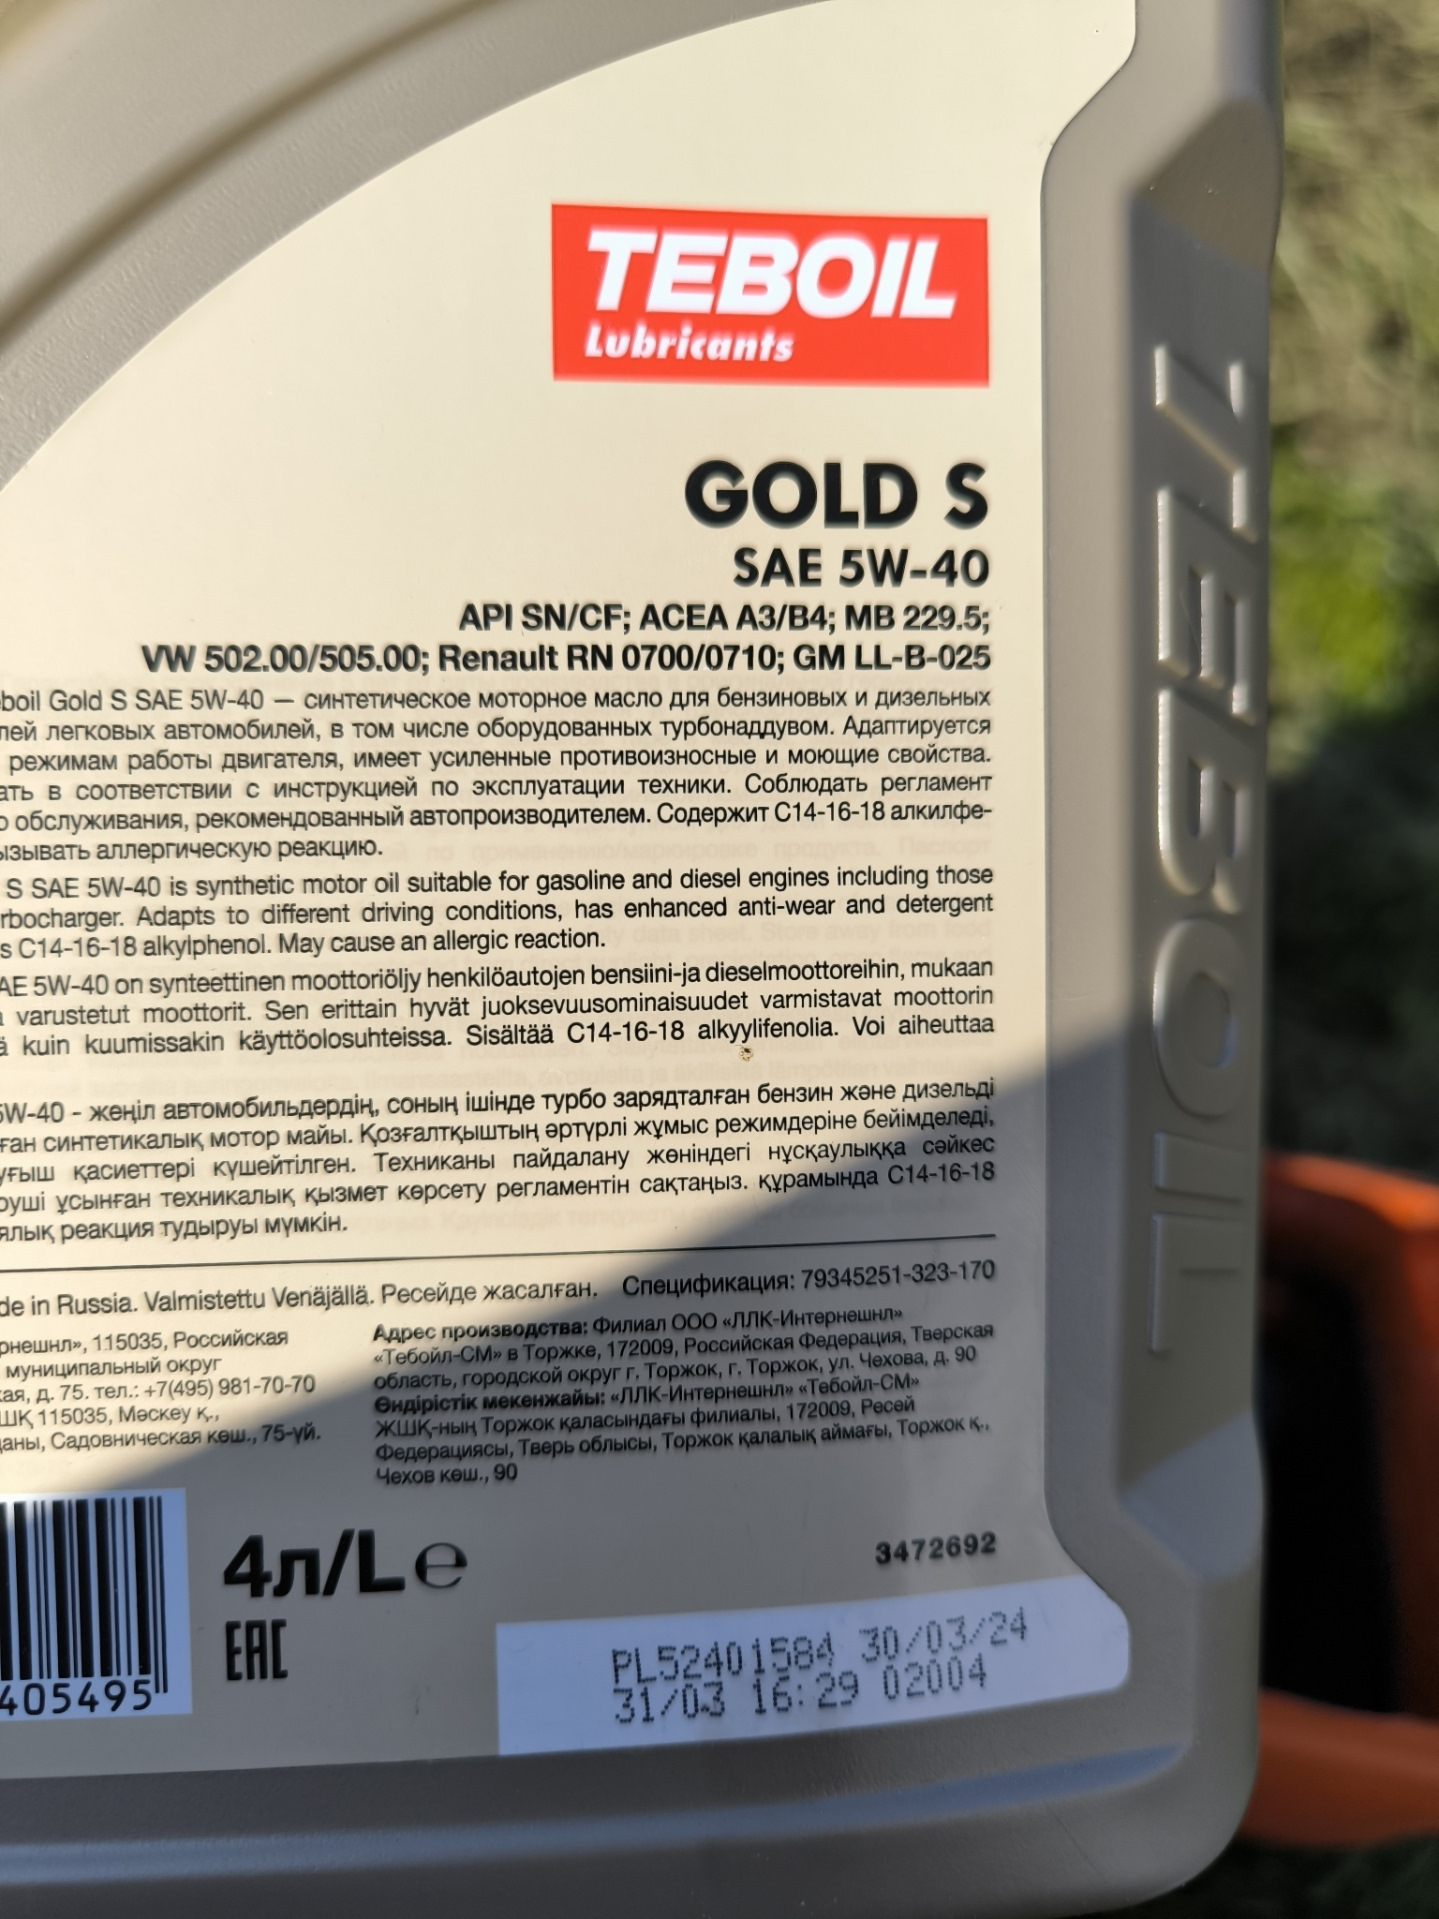 TEBOIL
Lubricants
GOLD S
SAE 5W-40
API SN/CF; ACEA A3/B4; MB 229.5;
VW 502.00/505.00; Renault RN 0700/0710; GM LL-B-025
boil Gold S SAE 5W-40 — синтетическое моторное масло для бензиновых и дизельных
лей легковых автомобилей, в том числе оборудованных турбонаддувом. Адаптируется
режимам работы двигателя, имеет усиленные противоизносные и моющие свойства.
ать в соответствии с инструкцией по эксплуатации техники. Соблюдать регламент
о обслуживания, рекомендованный автопроизводителем. Содержит С14-16-18 алкилфе-
ызывать аллергическую реакцию.
S SAE 5W-40 is synthetic motor oil suitable for gasoline and diesel engines including those
rbocharger. Adapts to different driving conditions, has enhanced anti-wear and detergent
s C14-16-18 alkylphenol. May cause an allergic reaction.
AE 5W-40 on synteettinen moottoriöljy henkilöautojen bensiini-ja dieselmoottoreihin, mukaan
varustetut moottorit. Sen erittain hyvät juoksevuusominaisuudet varmistavat moottorin
ä kuin kuumissakin käyttöolosuhteissa. Sisältää C14-16-18 alkyylifenolia. Voi aiheuttaa
5W-40 - жеңіл автомобильдердің, соның ішінде турбо зарядталған бензин және дизельді
ған синтетикалық мотор майы. Қозғалтқыштың әртүрлі жұмыс режимдеріне бейімделеді,
уғыш қасиеттері күшейтілген. Техниканы пайдалану жөніндегі нұсқаулыққа сәйкес
руші ұсынған техникалық қызмет көрсету регламентін сақтаңыз. құрамында С14-16-18
ялық реакция тудыруы мүмкін.
de in Russia. Valmistettu Venäjällä. Ресейде жасалған. Спецификация: 79345251-323-170
рнешнл», 115035, Российская
муниципальный округ
кая, д. 75. тел.: +7(495) 981-70-70
ШҚ 115035, Мәскеу қ.,
даны, Садовническая көш., 75-үй.
Адрес производства: Филиал ООО «ЛЛК-Интернешнл»
«Тебойл-СМ» в Торжке, 172009, Российская Федерация, Тверская
область, городской округ г. Торжок, г. Торжок, ул. Чехова, д. 90
Өндірістік мекенжайы: «ЛЛК-Интернешнл» «Тебойл-СМ»
ЖШҚ-ның Торжок қаласындағы филиалы, 172009, Ресей
Федерациясы, Тверь облысы, Торжок қалалық аймағы, Торжок қ.,
Чехов көш., 90
405495
4л/L e
EAC
3472692
PL52401584 30/03/24
31/03 16:29 02004
TEBOIL